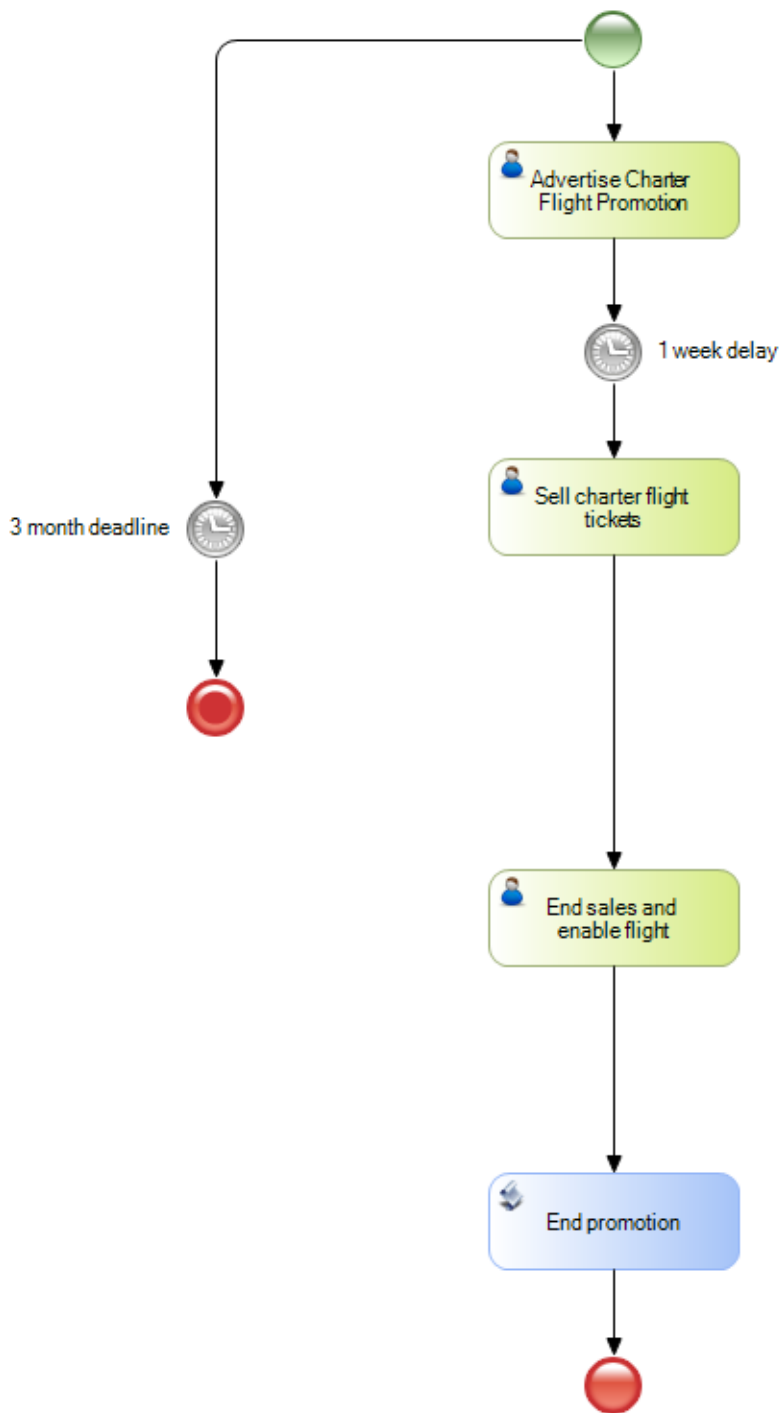 Advertise Charter
Flight Promotion
1 week delay
Sell charter flight
tickets
3 month deadline
End sales and
enable flight
End promotion